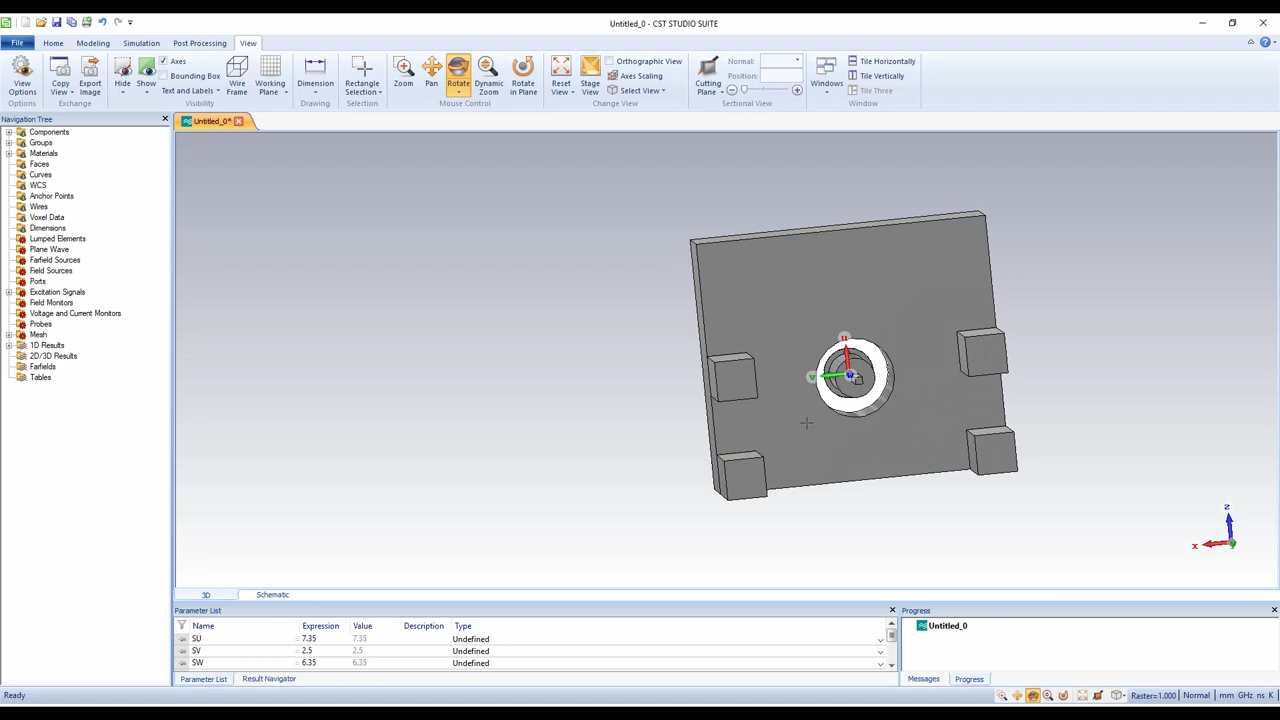 Untitled_0 - CST STUDIO SUITE
File Home Modeling Simulation Post Processing View
View Options
Copy View
Export Image
Hide
Show
Axes
Bounding Box
Text and Labels
Wire Frame
Working Plane
Dimension
Rectangle Selection
Zoom
Pan
Rotate
Dynamic Zoom
Rotate in Plane
Reset View
Stage View
Orthographic View
Axes Scaling
Select View
Cutting Plane
Normal:
Position:
Windows
Tile Horizontally
Tile Vertically
Tile Three
Options Exchange Visibility Drawing Selection Mouse Control Change View Sectional View Window
Navigation Tree
Untitled_0*
Components
Groups
Materials
Faces
Curves
WCS
Anchor Points
Wires
Voxel Data
Dimensions
Lumped Elements
Plane Wave
Farfield Sources
Field Sources
Ports
Excitation Signals
Field Monitors
Voltage and Current Monitors
Probes
Mesh
1D Results
2D/3D Results
Farfields
Tables
u
v
w
z
x
y
3D Schematic
Parameter List
Name Expression Value Description Type
SU = 7.35 7.35 Undefined
SV = 2.5 2.5 Undefined
SW = 6.35 6.35 Undefined
Parameter List Result Navigator
Progress
Untitled_0
Messages Progress
Ready
Raster=1.000 Normal mm GHz ns K